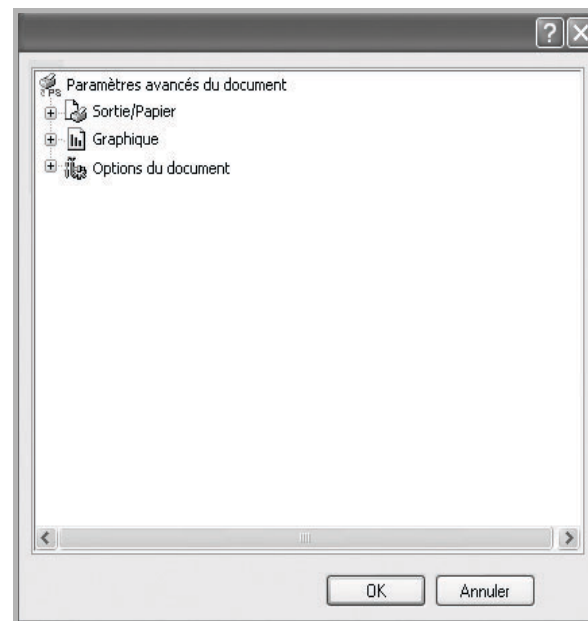 Paramètres avancés du document
Sortie/Papier
Graphique
Options du document
OK
Annuler